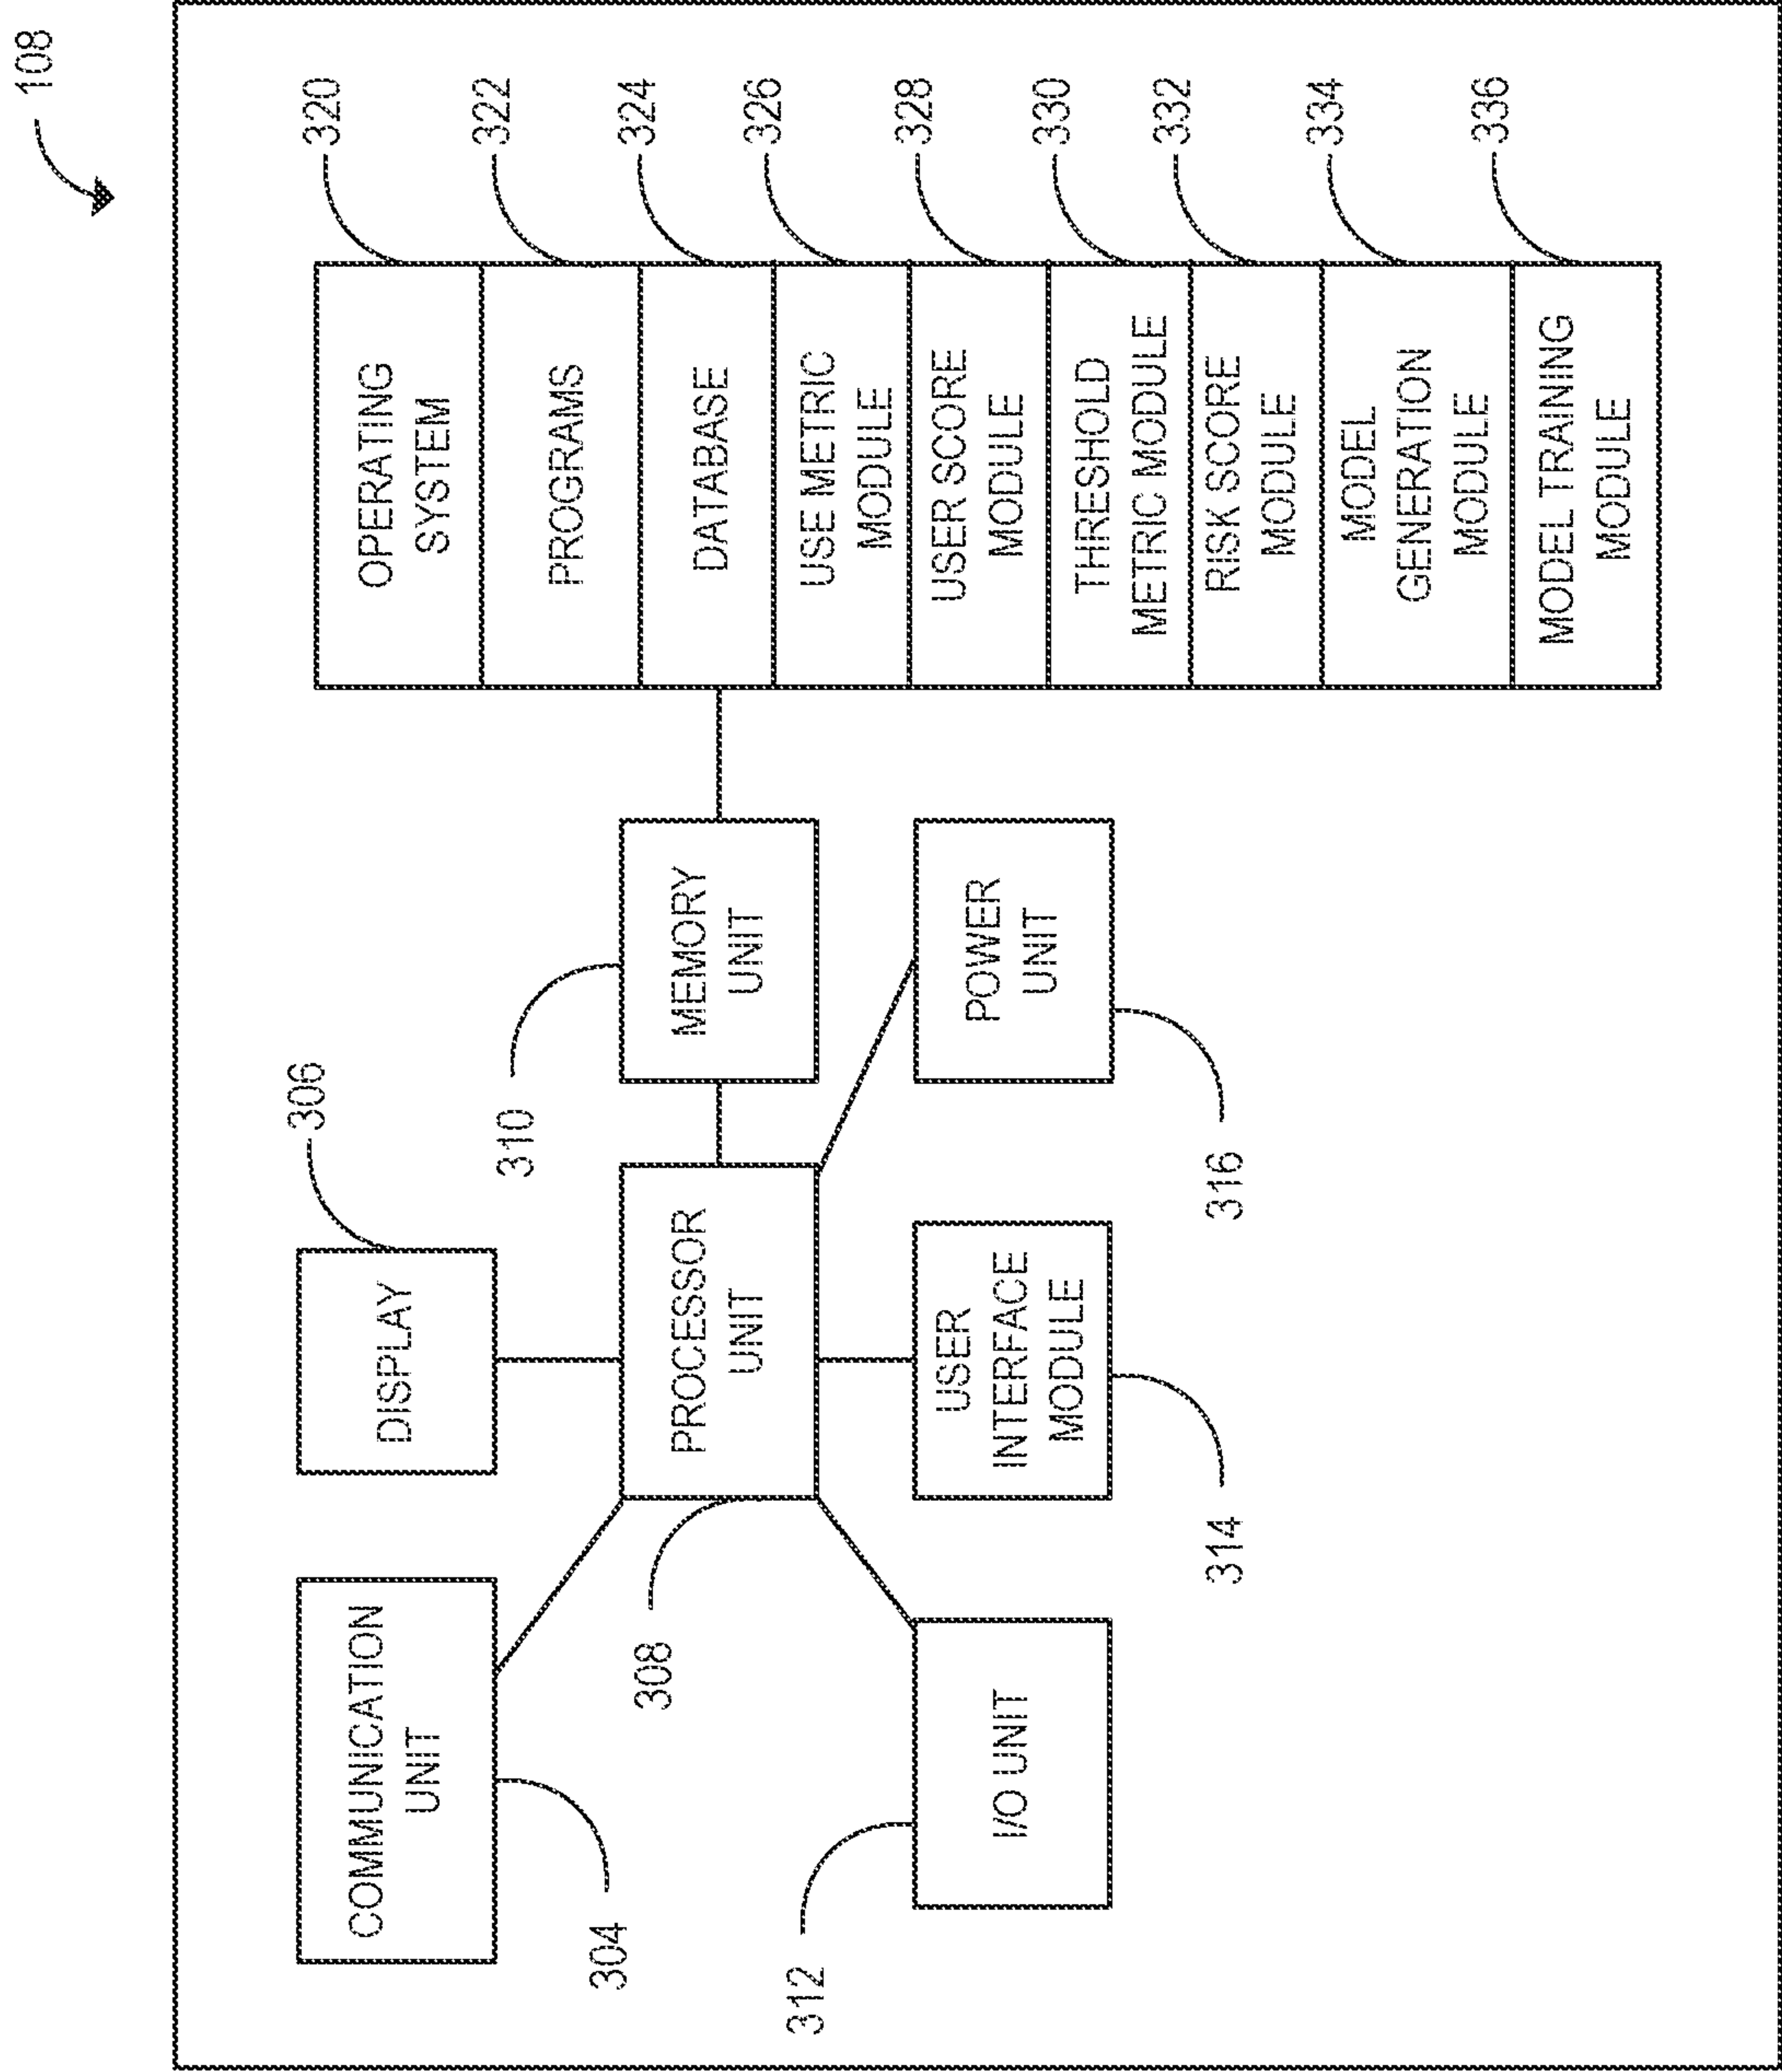 108
COMMUNICATION
UNIT
304
DISPLAY
306
PROCESSOR
UNIT
308
MEMORY
UNIT
310
I/O UNIT
312
USER
INTERFACE
MODULE
314
POWER
UNIT
316
OPERATING
SYSTEM
320
PROGRAMS
322
DATABASE
324
USE METRIC
MODULE
326
USER SCORE
MODULE
328
THRESHOLD
METRIC MODULE
330
RISK SCORE
MODULE
332
MODEL
GENERATION
MODULE
334
MODEL TRAINING
MODULE
336